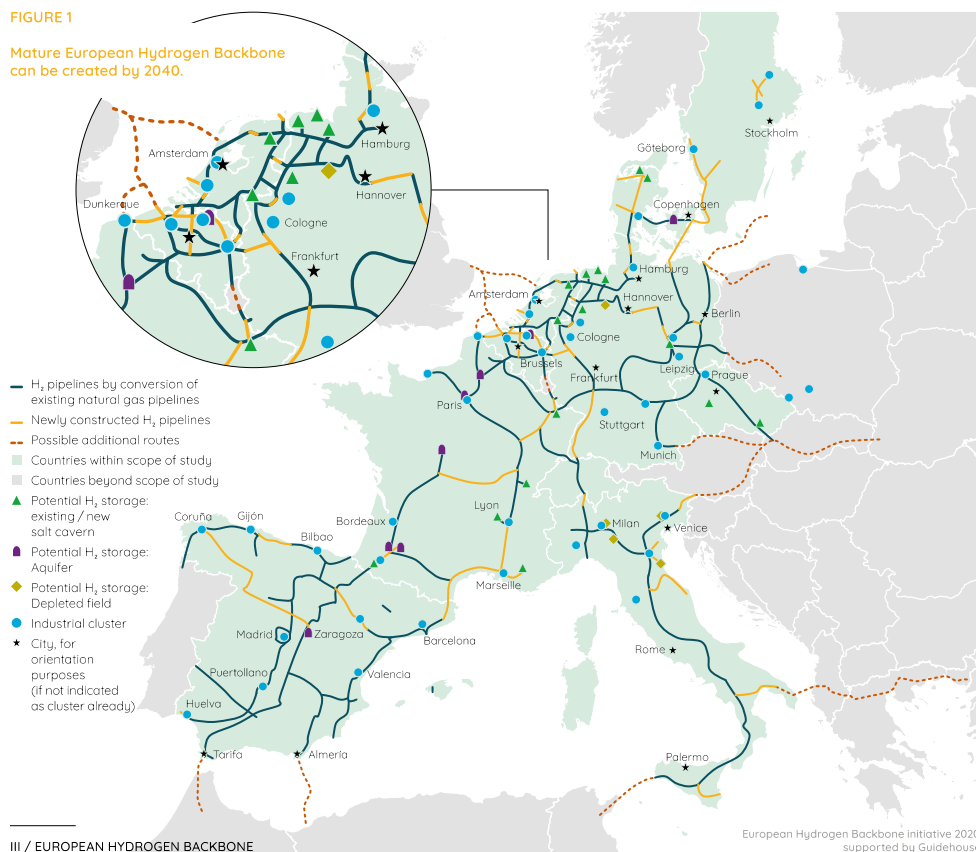 FIGURE 1
Mature European Hydrogen Backbone
can be created by 2040.
Amsterdam
Hamburg
Hannover
Dunkerque
Cologne
Frankfurt
Stockholm
Göteborg
Copenhagen
Hamburg
Amsterdam
Hannover
Berlin
Cologne
Brussels
Leipzig
Prague
Frankfurt
Paris
Stuttgart
Munich
H₂ pipelines by conversion of
existing natural gas pipelines
Newly constructed H₂ pipelines
Possible additional routes
Countries within scope of study
Countries beyond scope of study
Potential H₂ storage:
existing / new
salt cavern
Potential H₂ storage:
Aquifer
Potential H₂ storage:
Depleted field
Industrial cluster
City, for
orientation
purposes
(if not indicated
as cluster already)
Coruña
Gijón
Bilbao
Bordeaux
Lyon
Milan
Venice
Marseille
Madrid
Zaragoza
Barcelona
Rome
Puertollano
Valencia
Huelva
Tarifa
Almería
Palermo
III / EUROPEAN HYDROGEN BACKBONE
European Hydrogen Backbone initiative 2020
supported by Guidehouse